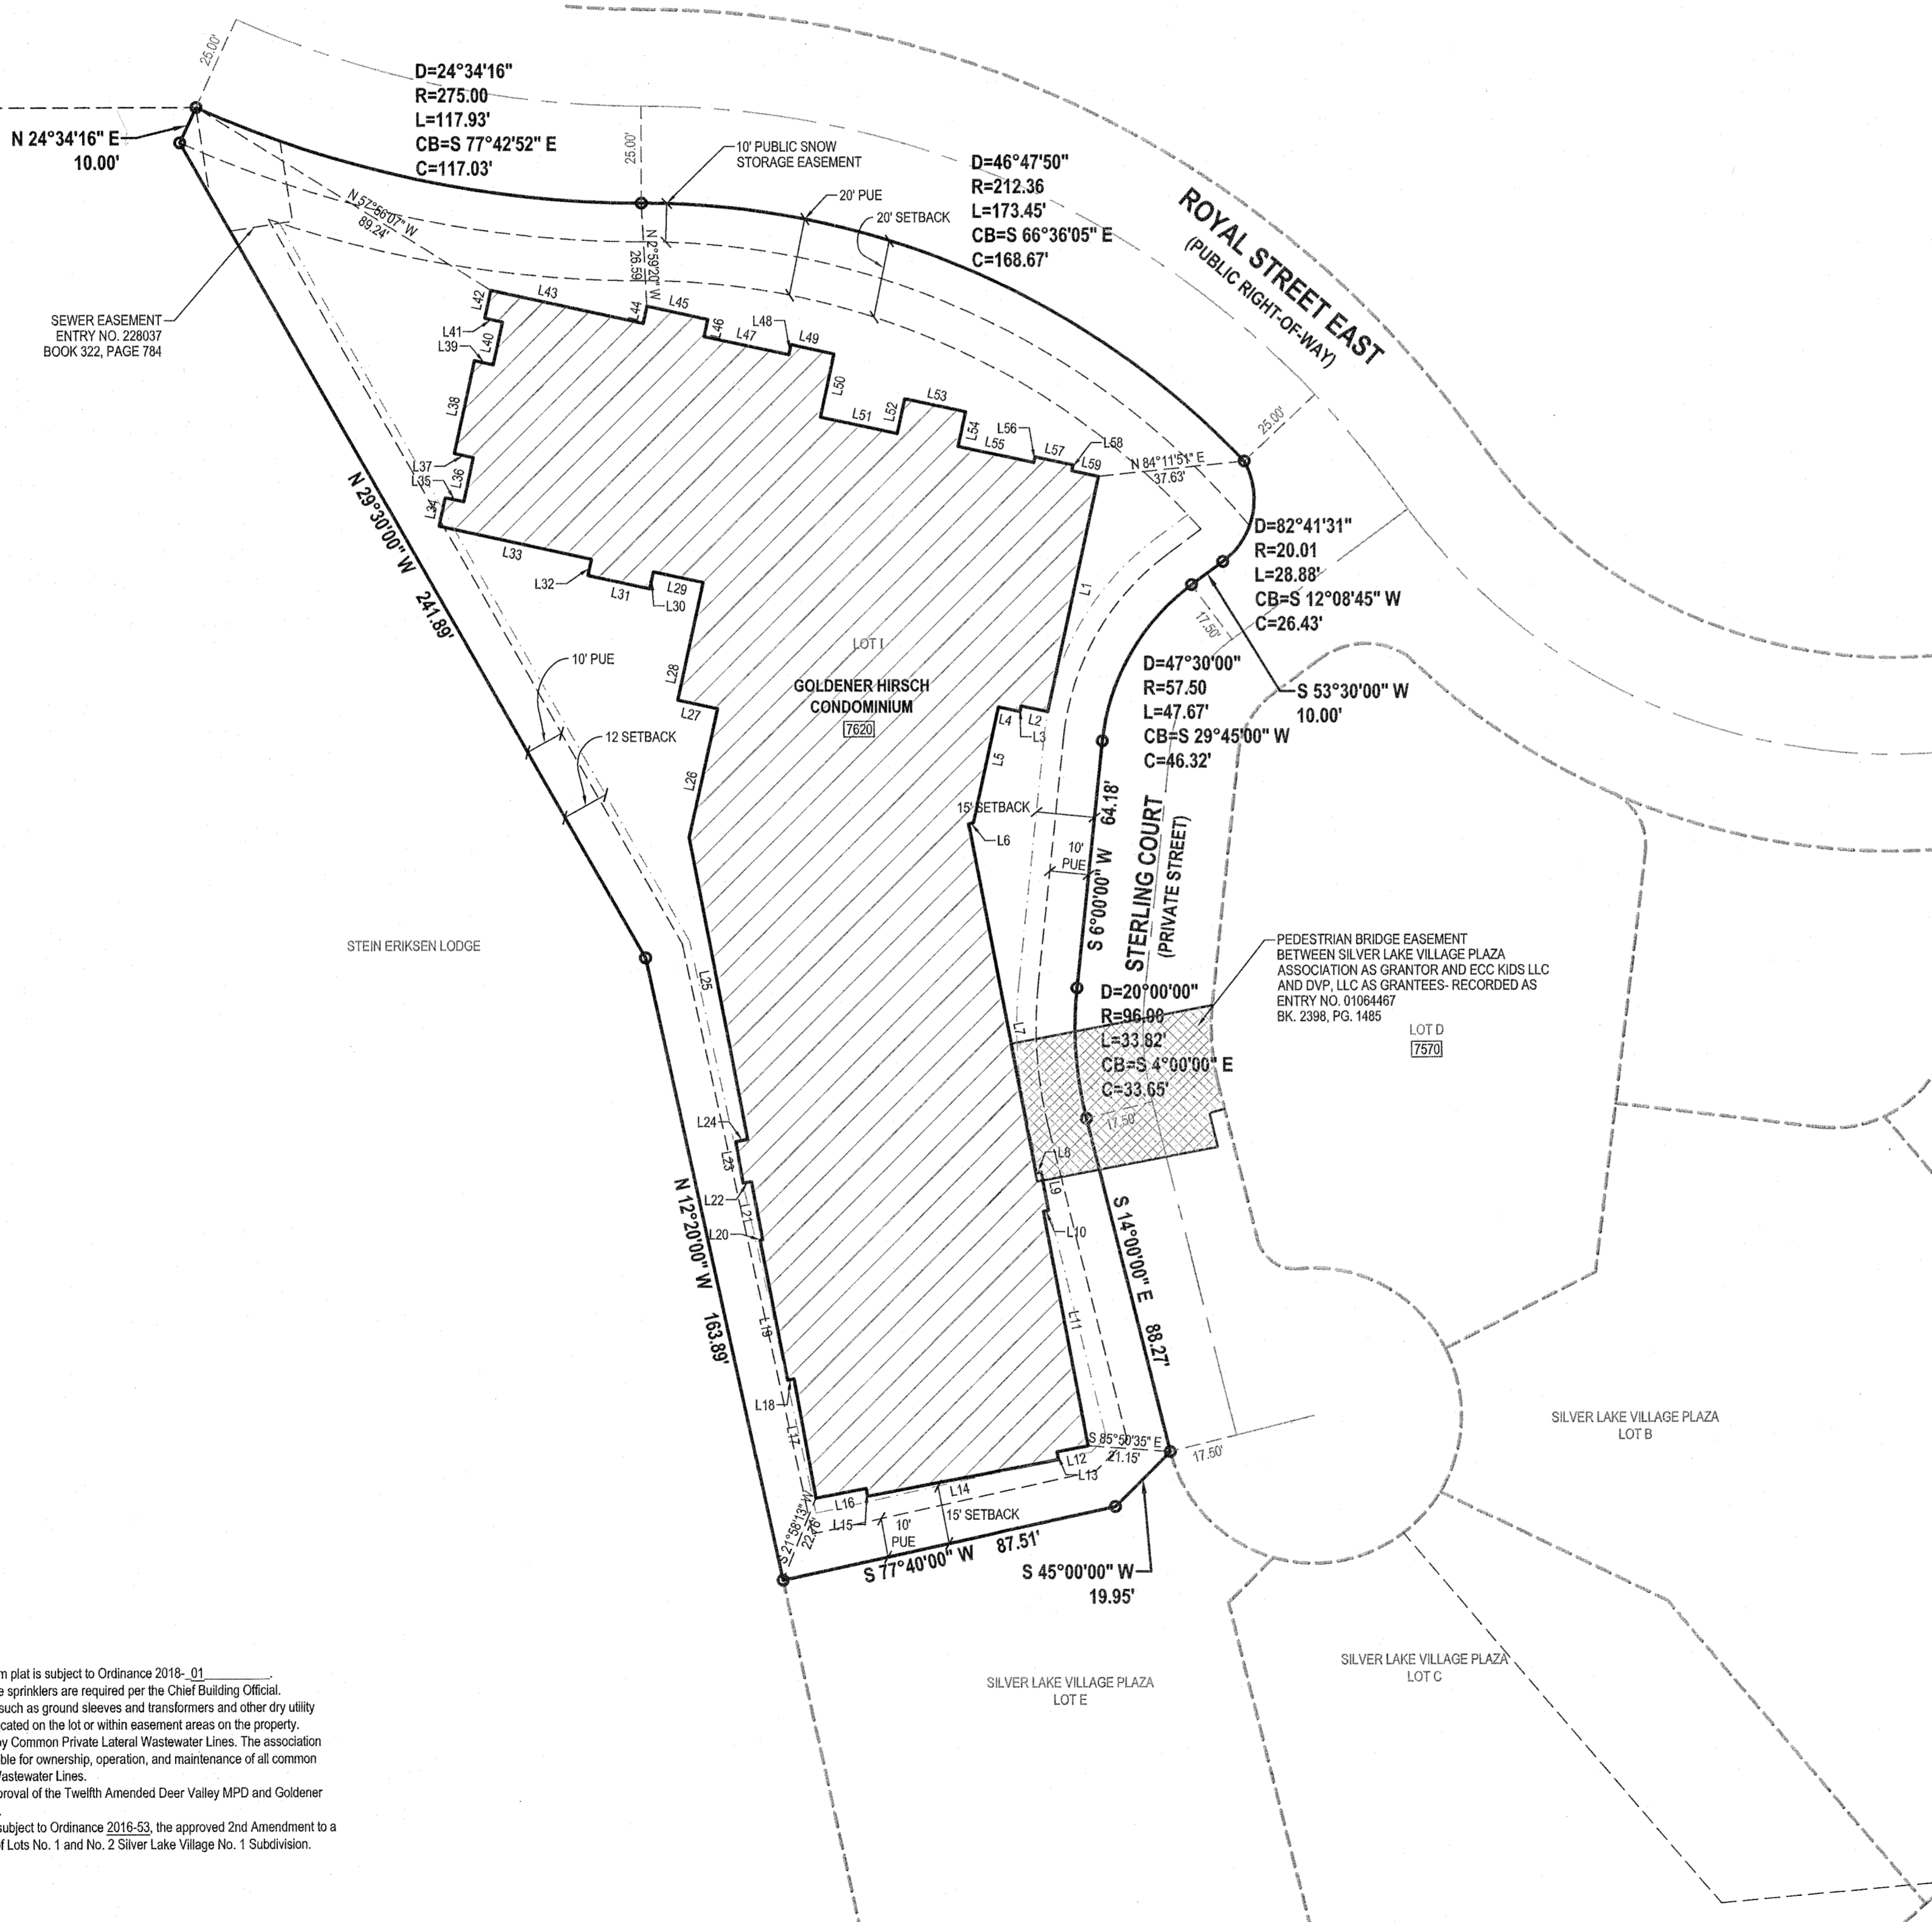 25.00'
D=24°34'16"
R=275.00
L=117.93'
CB=S 77°42'52" E
C=117.03'
N 24°34'16" E
10.00'
25.00'
10' PUBLIC SNOW
STORAGE EASEMENT
20' PUE
20' SETBACK
D=46°47'50"
R=212.36
L=173.45'
CB=S 66°36'05" E
C=168.67'
ROYAL STREET EAST
(PUBLIC RIGHT-OF-WAY)
N 57°56'07" W
89.24'
N 2°59'20" W
26.59
SEWER EASEMENT
ENTRY NO. 228037
BOOK 322, PAGE 784
L42
L43
L44
L45
L41
L40
L39
L46
L47
L48
L49
L50
L38
L51
L52
L53
L54
L55
L56
L57
L58
L59
25.00'
N 84°11'51" E
37.63'
L37
L36
L35
L34
L33
L32
L31
L29
L30
N 29°30'00" W 241.89'
L1
D=82°41'31"
R=20.01
L=28.88'
CB=S 12°08'45" W
C=26.43'
17.50'
LOT I
GOLDENER HIRSCH
CONDOMINIUM
7620
10' PUE
L28
L27
12 SETBACK
L26
L4
L2
L3
L5
D=47°30'00"
R=57.50
L=47.67'
CB=S 29°45'00" W
C=46.32'
S 53°30'00" W
10.00'
15' SETBACK
L6
10'
PUE
S 6°00'00" W 64.18'
STERLING COURT
(PRIVATE STREET)
STEIN ERIKSEN LODGE
PEDESTRIAN BRIDGE EASEMENT
BETWEEN SILVER LAKE VILLAGE PLAZA
ASSOCIATION AS GRANTOR AND ECC KIDS LLC
AND DVP, LLC AS GRANTEES- RECORDED AS
ENTRY NO. 01064467
BK. 2398, PG. 1485
LOT D
7570
L25
L7
D=20°00'00"
R=96.90
L=33.82'
CB=S 4°00'00" E
C=33.65'
17.50'
L24
L23
L22
L21
L20
L8
L9
L10
N 12°20'00" W 163.89'
S 14°00'00" E 88.27'
L19
L11
L18
L17
S 85°50'35" E
21.15'
17.50'
L12
L13
L14
L16
L15
S 21°58'13" W
22.76'
10'
PUE
15' SETBACK
S 77°40'00" W 87.51'
S 45°00'00" W
19.95'
SILVER LAKE VILLAGE PLAZA
LOT B
SILVER LAKE VILLAGE PLAZA
LOT C
SILVER LAKE VILLAGE PLAZA
LOT E
m plat is subject to Ordinance 2018-_01_________.
e sprinklers are required per the Chief Building Official.
such as ground sleeves and transformers and other dry utility
cated on the lot or within easement areas on the property.
by Common Private Lateral Wastewater Lines. The association
ble for ownership, operation, and maintenance of all common
Wastewater Lines.
proval of the Twelfth Amended Deer Valley MPD and Goldener
.
subject to Ordinance 2016-53, the approved 2nd Amendment to a
f Lots No. 1 and No. 2 Silver Lake Village No. 1 Subdivision.